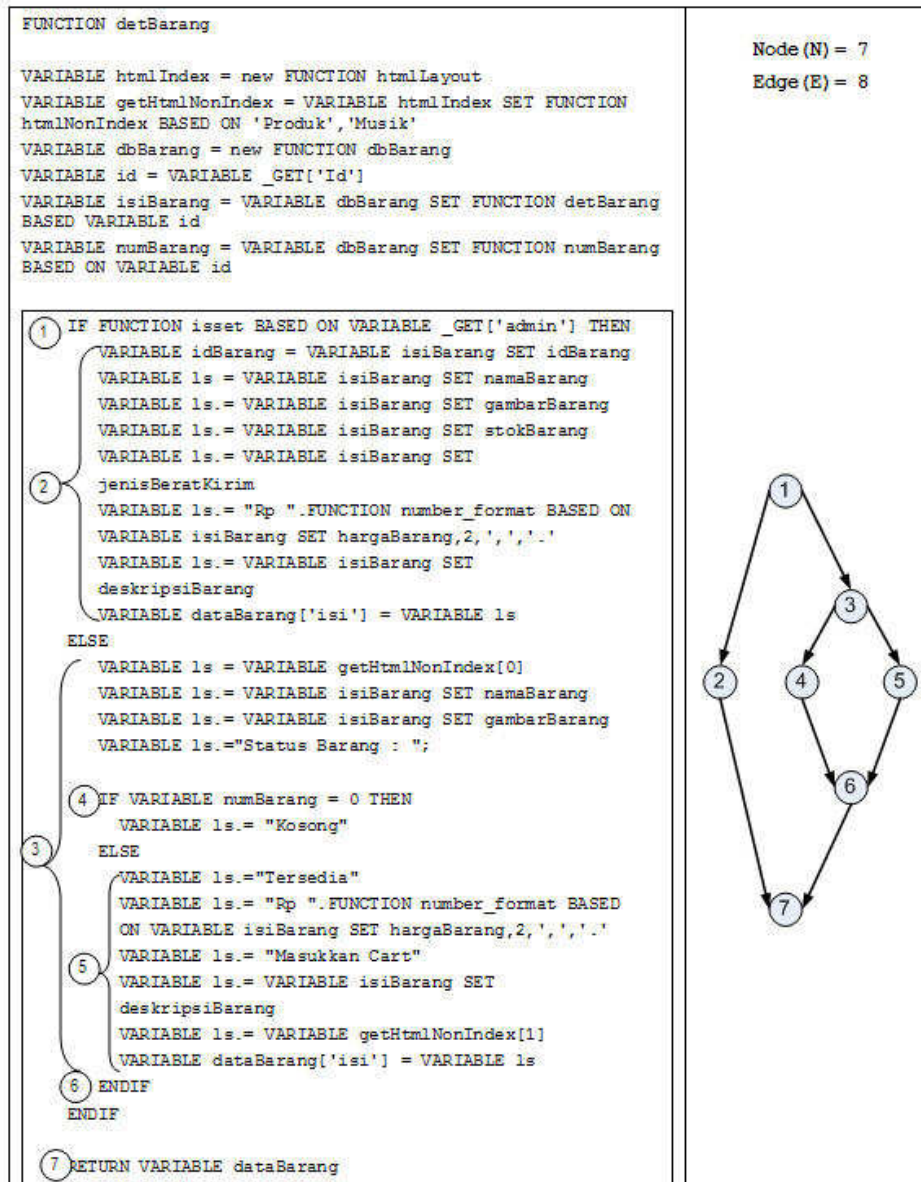 FUNCTION detBarang
VARIABLE htmlIndex = new FUNCTION htmlLayout
VARIABLE getHtmlNonIndex = VARIABLE htmlIndex SET FUNCTION
htmlNonIndex BASED ON 'Produk','Musik'
VARIABLE dbBarang = new FUNCTION dbBarang
VARIABLE id = VARIABLE _GET['Id']
VARIABLE isiBarang = VARIABLE dbBarang SET FUNCTION detBarang
BASED VARIABLE id
VARIABLE numBarang = VARIABLE dbBarang SET FUNCTION numBarang
BASED ON VARIABLE id
1 IF FUNCTION isset BASED ON VARIABLE _GET['admin'] THEN
VARIABLE idBarang = VARIABLE isiBarang SET idBarang
VARIABLE ls = VARIABLE isiBarang SET namaBarang
VARIABLE ls.= VARIABLE isiBarang SET gambarBarang
VARIABLE ls.= VARIABLE isiBarang SET stokBarang
VARIABLE ls.= VARIABLE isiBarang SET
2 jenisBeratKirim
VARIABLE ls.= "Rp ".FUNCTION number_format BASED ON
VARIABLE isiBarang SET hargaBarang,2,',','.'
VARIABLE ls.= VARIABLE isiBarang SET
deskripsiBarang
VARIABLE dataBarang['isi'] = VARIABLE ls
ELSE
VARIABLE ls = VARIABLE getHtmlNonIndex[0]
VARIABLE ls.= VARIABLE isiBarang SET namaBarang
VARIABLE ls.= VARIABLE isiBarang SET gambarBarang
VARIABLE ls.="Status Barang : ";
4 IF VARIABLE numBarang = 0 THEN
VARIABLE ls.= "Kosong"
3 ELSE
VARIABLE ls.="Tersedia"
VARIABLE ls.= "Rp ".FUNCTION number_format BASED
ON VARIABLE isiBarang SET hargaBarang,2,',','.'
VARIABLE ls.= "Masukkan Cart"
5 VARIABLE ls.= VARIABLE isiBarang SET
deskripsiBarang
VARIABLE ls.= VARIABLE getHtmlNonIndex[1]
VARIABLE dataBarang['isi'] = VARIABLE ls
6 ENDIF
ENDIF
7 RETURN VARIABLE dataBarang
Node(N)= 7
Edge(E)= 8
1
3
2 4 5
6
7